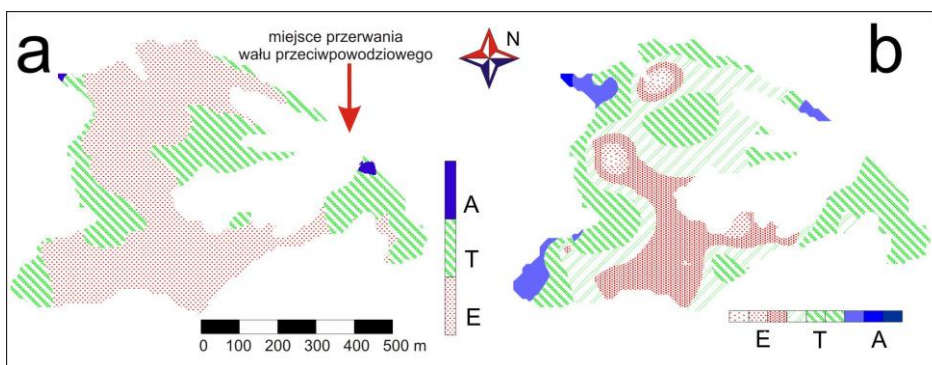 a
miejsce przerwania
wału przeciwpowodziowego
N
b
A
T
E
0 100 200 300 400 500 m
E T A